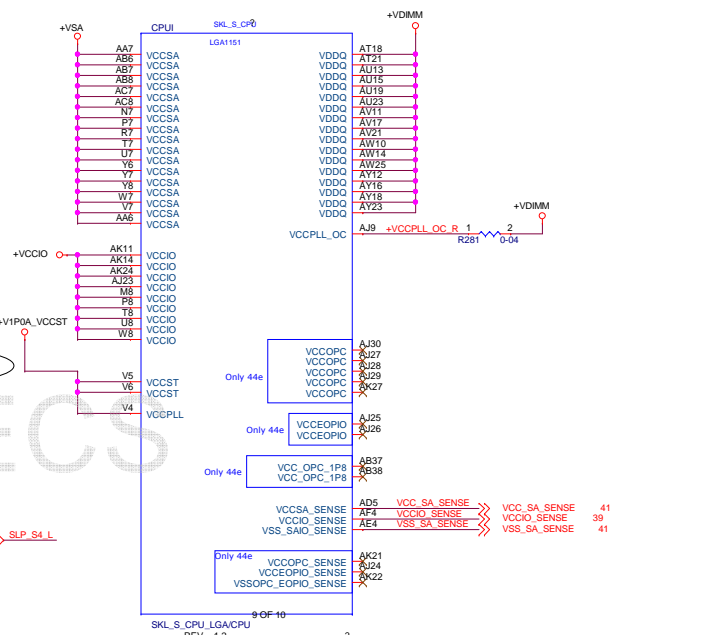 +VSA
CPUI
SKL_S_CPU
?
+VDIMM
LGA1151
AA7 VCCSA VDDQ AT18
AB6 VCCSA VDDQ AT21
AB7 VCCSA VDDQ AU13
AB8 VCCSA VDDQ AU15
AC7 VCCSA VDDQ AU19
AC8 VCCSA VDDQ AU23
N7 VCCSA VDDQ AV11
P7 VCCSA VDDQ AV17
R7 VCCSA VDDQ AV21
T7 VCCSA VDDQ AW10
U7 VCCSA VDDQ AW14
Y6 VCCSA VDDQ AW25
Y7 VCCSA VDDQ AY12
Y8 VCCSA VDDQ AY16
W7 VCCSA VDDQ AY18
V7 VCCSA VDDQ AY23
AA6 VCCSA
+VDIMM
VCCPLL_OC AJ9 +VCCPLL_OC_R 1 2
R281 0-04
+VCCIO AK11 VCCIO
AK14 VCCIO
AK24 VCCIO
AJ23 VCCIO
M8 VCCIO
P8 VCCIO
T8 VCCIO
U8 VCCIO
W8 VCCIO
+V1P0A_VCCST
Only 44e
VCCOPC AJ30
VCCOPC AJ27
VCCOPC AJ28
VCCOPC AJ29
VCCOPC AK27
V5 VCCST
V6 VCCST
V4 VCCPLL
ECS
Only 44e
VCCEOPIO AJ25
VCCEOPIO AJ26
Only 44e
VCC_OPC_1P8 AB37
VCC_OPC_1P8 AB38
VCCSA_SENSE AD5 VCC_SA_SENSE VCC_SA_SENSE 41
VCCIO_SENSE AF4 VCCIO_SENSE VCCIO_SENSE 39
VSS_SAIO_SENSE AE4 VSS_SA_SENSE VSS_SA_SENSE 41
SLP_S4_L
Only 44e
VCCOPC_SENSE AK21
VCCEOPIO_SENSE AJ24
VSSOPC_EOPIO_SENSE AK22
9 OF 10
SKL_S_CPU_LGA/CPU